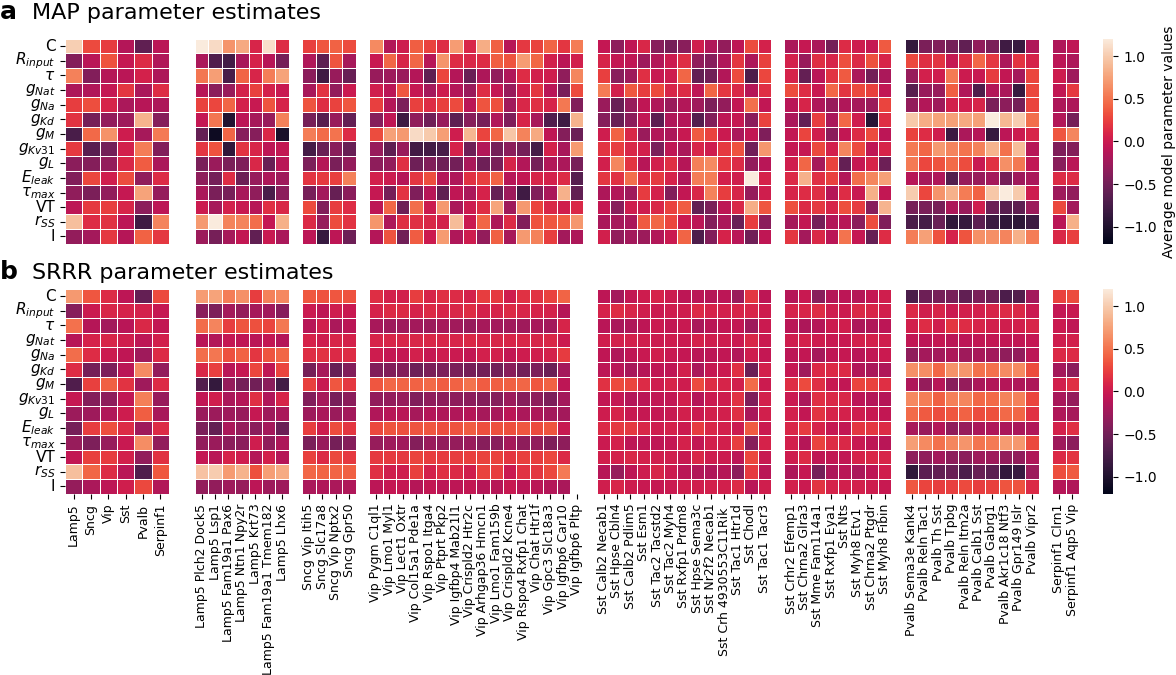 a MAP parameter estimates
C
R_input
τ
g_Nat
g_Na
g_Kd
g_M
g_Kv31
g_L
E_leak
τ_max
VT
r_SS
I
1.0
0.5
0.0
−0.5
−1.0
Average model parameter values
b SRRR parameter estimates
C
R_input
τ
g_Nat
g_Na
g_Kd
g_M
g_Kv31
g_L
E_leak
τ_max
VT
r_SS
I
1.0
0.5
0.0
−0.5
−1.0
Lamp5
Sncg
Vip
Sst
Pvalb
Serpinf1
Lamp5 Plch2 Dock5
Lamp5 Lsp1
Lamp5 Fam19a1 Pax6
Lamp5 Ntn1 Npy2r
Lamp5 Krt73
Lamp5 Fam19a1 Tmem182
Lamp5 Lhx6
Sncg Vip Itih5
Sncg Slc17a8
Sncg Vip Nptx2
Sncg Gpr50
Vip Pygm C1ql1
Vip Lmo1 Myl1
Vip Lect1 Oxtr
Vip Col15a1 Pde1a
Vip Rspo1 Itga4
Vip Ptprt Pkp2
Vip Igfbp4 Mab21l1
Vip Crispld2 Htr2c
Vip Arhgap36 Hmcn1
Vip Lmo1 Fam159b
Vip Crispld2 Kcne4
Vip Rspo4 Rxfp1 Chat
Vip Chat Htr1f
Vip Gpc3 Slc18a3
Vip Igfbp6 Car10
Vip Igfbp6 Pltp
Sst Calb2 Necab1
Sst Hpse Cbln4
Sst Calb2 Pdlim5
Sst Esm1
Sst Tac2 Tacstd2
Sst Tac2 Myh4
Sst Rxfp1 Prdm8
Sst Hpse Sema3c
Sst Nr2f2 Necab1
Sst Crh 4930553C11Rik
Sst Tac1 Htr1d
Sst Chodl
Sst Tac1 Tacr3
Sst Crhr2 Efemp1
Sst Chrna2 Glra3
Sst Mme Fam114a1
Sst Rxfp1 Eya1
Sst Nts
Sst Myh8 Etv1
Sst Chrna2 Ptgdr
Sst Myh8 Fibin
Pvalb Sema3e Kank4
Pvalb Reln Tac1
Pvalb Th Sst
Pvalb Tpbg
Pvalb Reln Itm2a
Pvalb Calb1 Sst
Pvalb Gabrg1
Pvalb Akr1c18 Ntf3
Pvalb Gpr149 Islr
Pvalb Vipr2
Serpinf1 Clrn1
Serpinf1 Aqp5 Vip